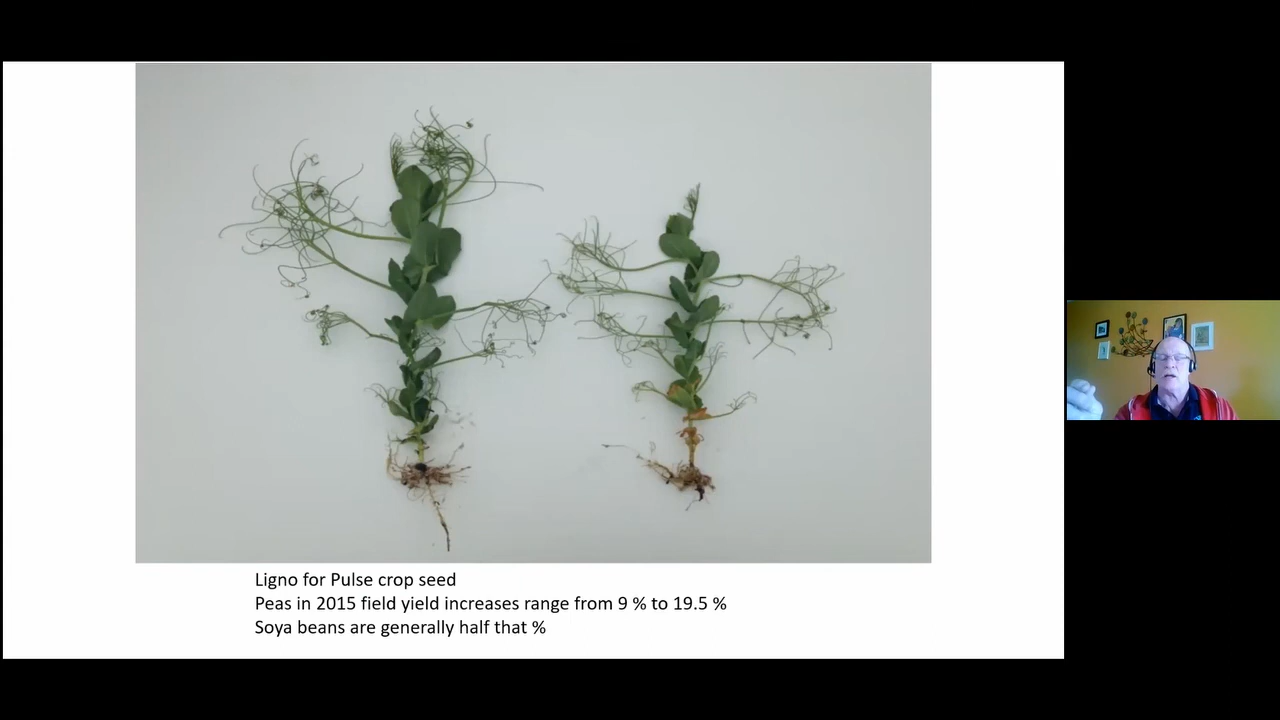 Ligno for Pulse crop seed
Peas in 2015 field yield increases range from 9 % to 19.5 %
Soya beans are generally half that %